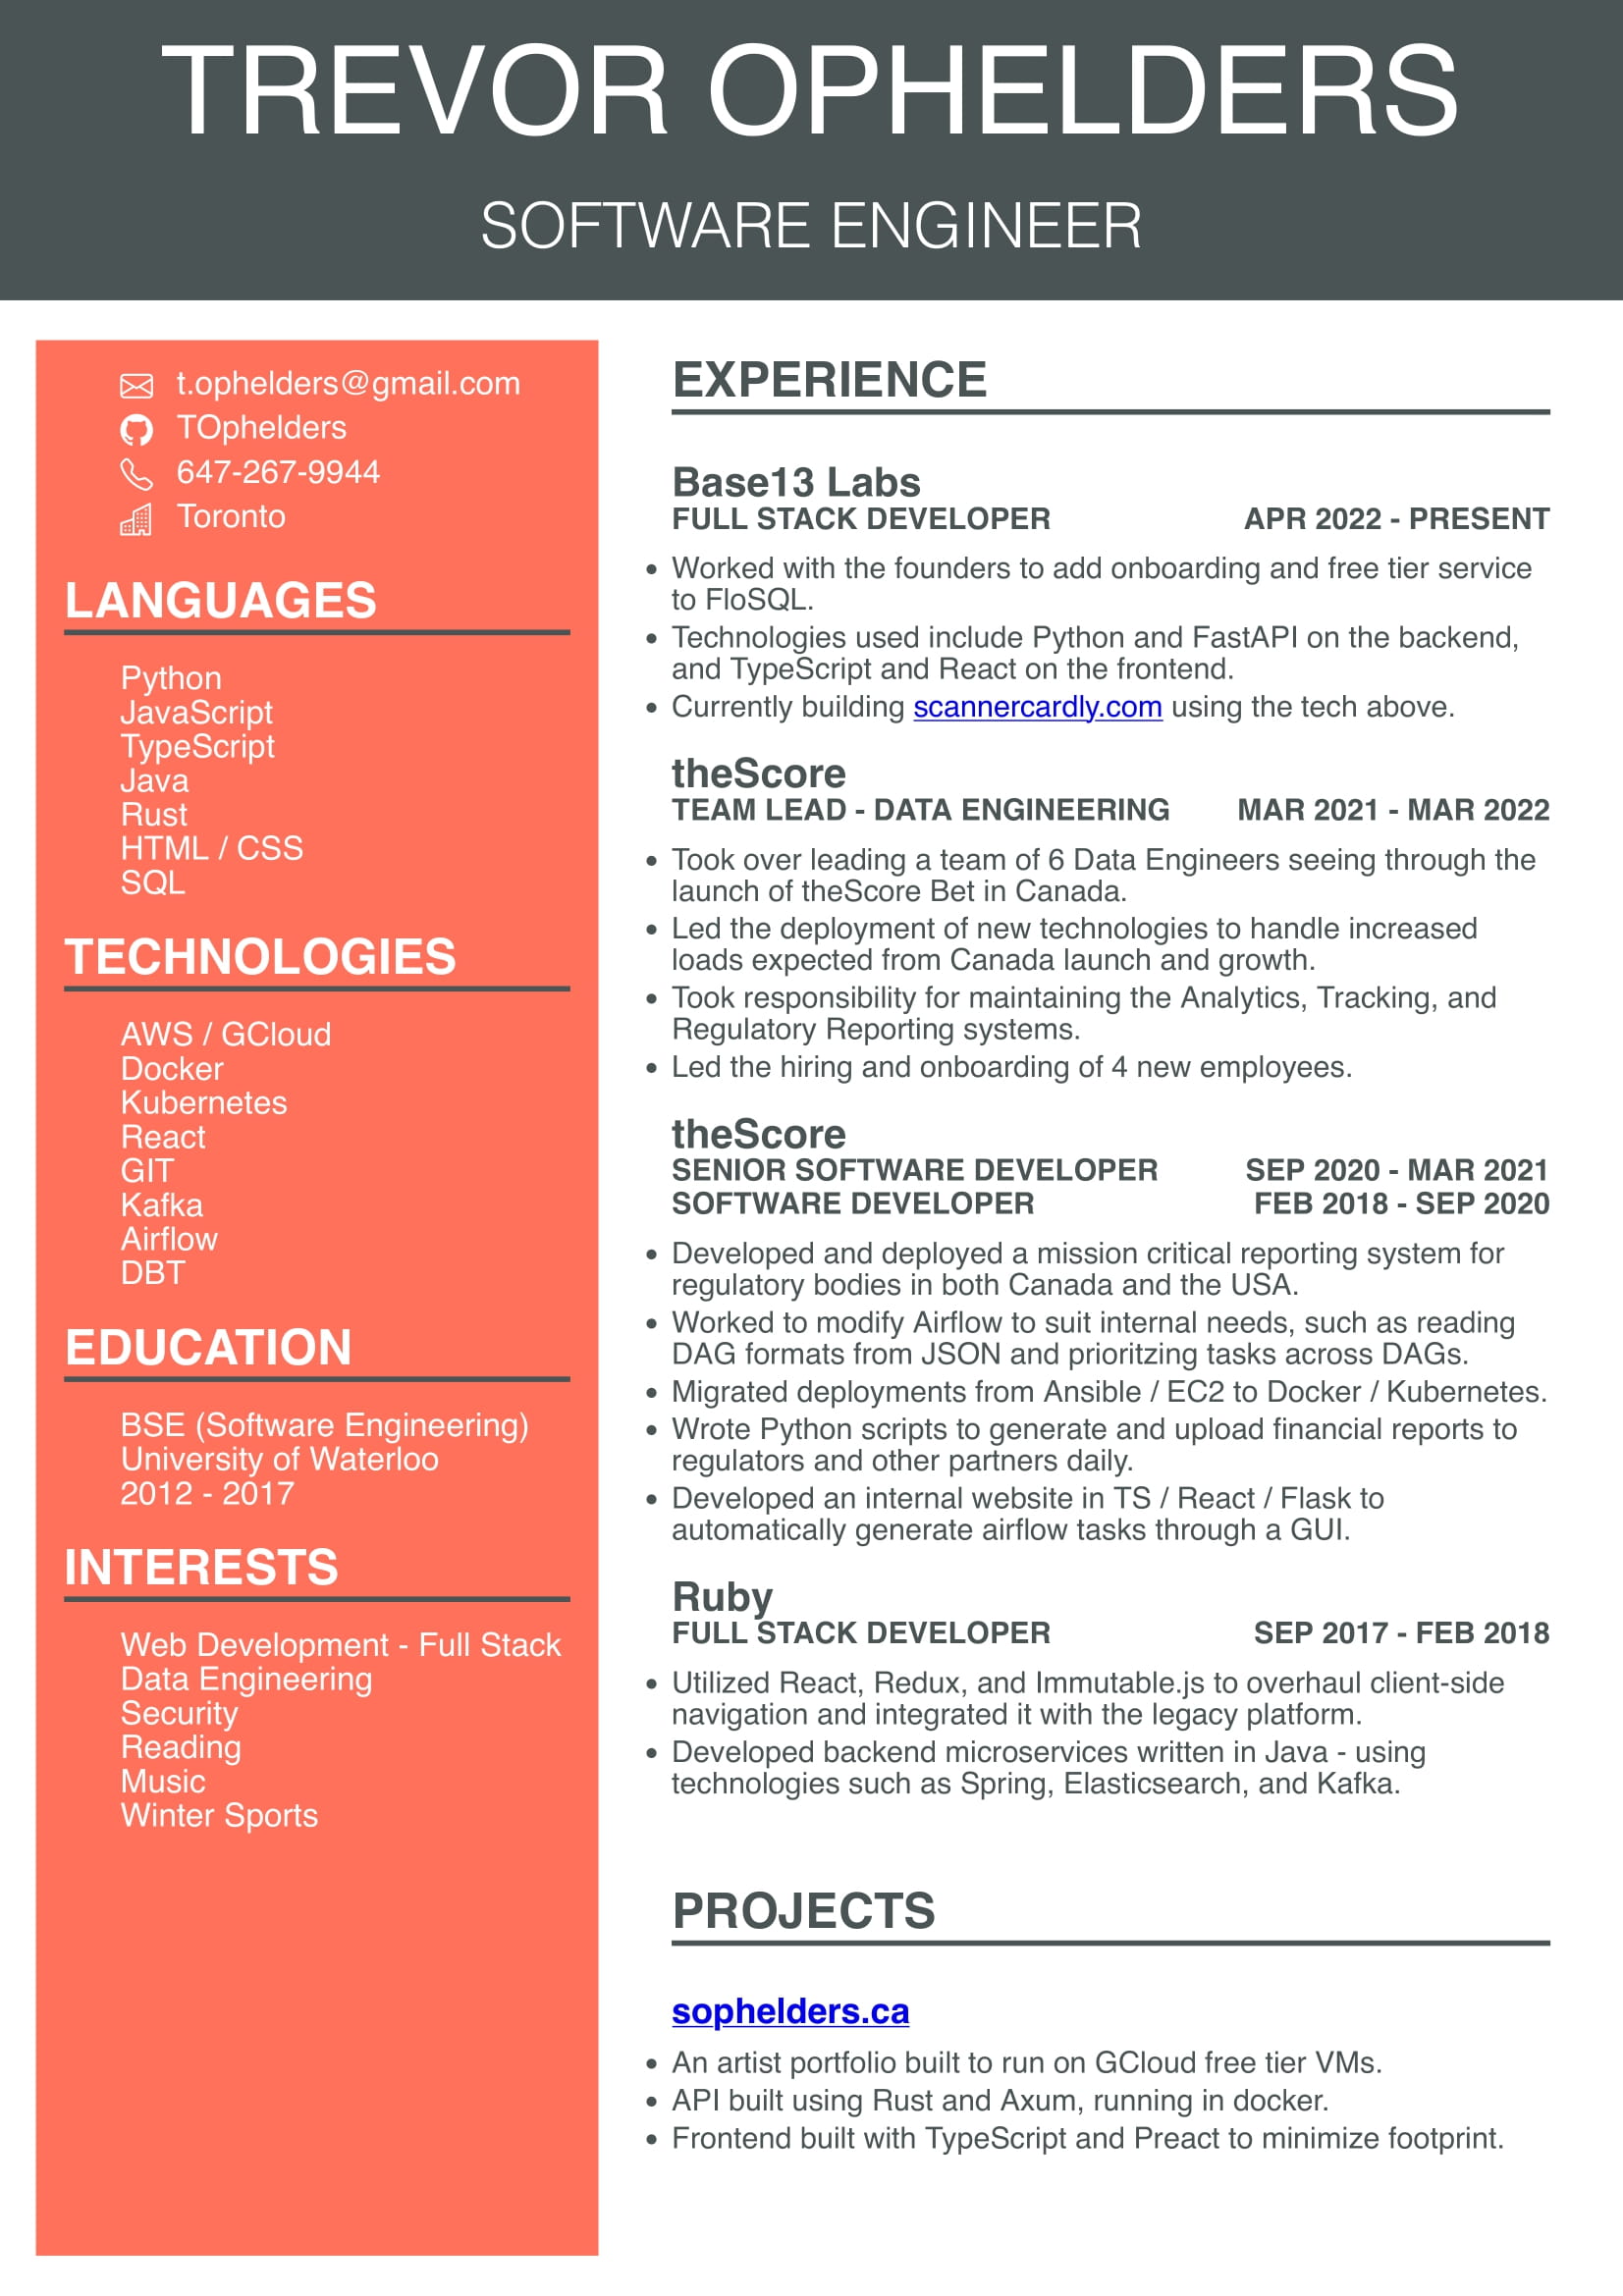 TREVOR OPHELDERS
SOFTWARE ENGINEER
t.ophelders@gmail.com
TOphelders
647-267-9944
Toronto
LANGUAGES
Python
JavaScript
TypeScript
Java
Rust
HTML / CSS
SQL
TECHNOLOGIES
AWS / GCloud
Docker
Kubernetes
React
GIT
Kafka
Airflow
DBT
EDUCATION
BSE (Software Engineering)
University of Waterloo
2012 - 2017
INTERESTS
Web Development - Full Stack
Data Engineering
Security
Reading
Music
Winter Sports
EXPERIENCE
Base13 Labs
FULL STACK DEVELOPER APR 2022 - PRESENT
• Worked with the founders to add onboarding and free tier service
to FloSQL.
• Technologies used include Python and FastAPI on the backend,
and TypeScript and React on the frontend.
• Currently building scannercardly.com using the tech above.
theScore
TEAM LEAD - DATA ENGINEERING MAR 2021 - MAR 2022
• Took over leading a team of 6 Data Engineers seeing through the
launch of theScore Bet in Canada.
• Led the deployment of new technologies to handle increased
loads expected from Canada launch and growth.
• Took responsibility for maintaining the Analytics, Tracking, and
Regulatory Reporting systems.
• Led the hiring and onboarding of 4 new employees.
theScore
SENIOR SOFTWARE DEVELOPER SEP 2020 - MAR 2021
SOFTWARE DEVELOPER FEB 2018 - SEP 2020
• Developed and deployed a mission critical reporting system for
regulatory bodies in both Canada and the USA.
• Worked to modify Airflow to suit internal needs, such as reading
DAG formats from JSON and prioritzing tasks across DAGs.
• Migrated deployments from Ansible / EC2 to Docker / Kubernetes.
• Wrote Python scripts to generate and upload financial reports to
regulators and other partners daily.
• Developed an internal website in TS / React / Flask to
automatically generate airflow tasks through a GUI.
Ruby
FULL STACK DEVELOPER SEP 2017 - FEB 2018
• Utilized React, Redux, and Immutable.js to overhaul client-side
navigation and integrated it with the legacy platform.
• Developed backend microservices written in Java - using
technologies such as Spring, Elasticsearch, and Kafka.
PROJECTS
sophelders.ca
• An artist portfolio built to run on GCloud free tier VMs.
• API built using Rust and Axum, running in docker.
• Frontend built with TypeScript and Preact to minimize footprint.